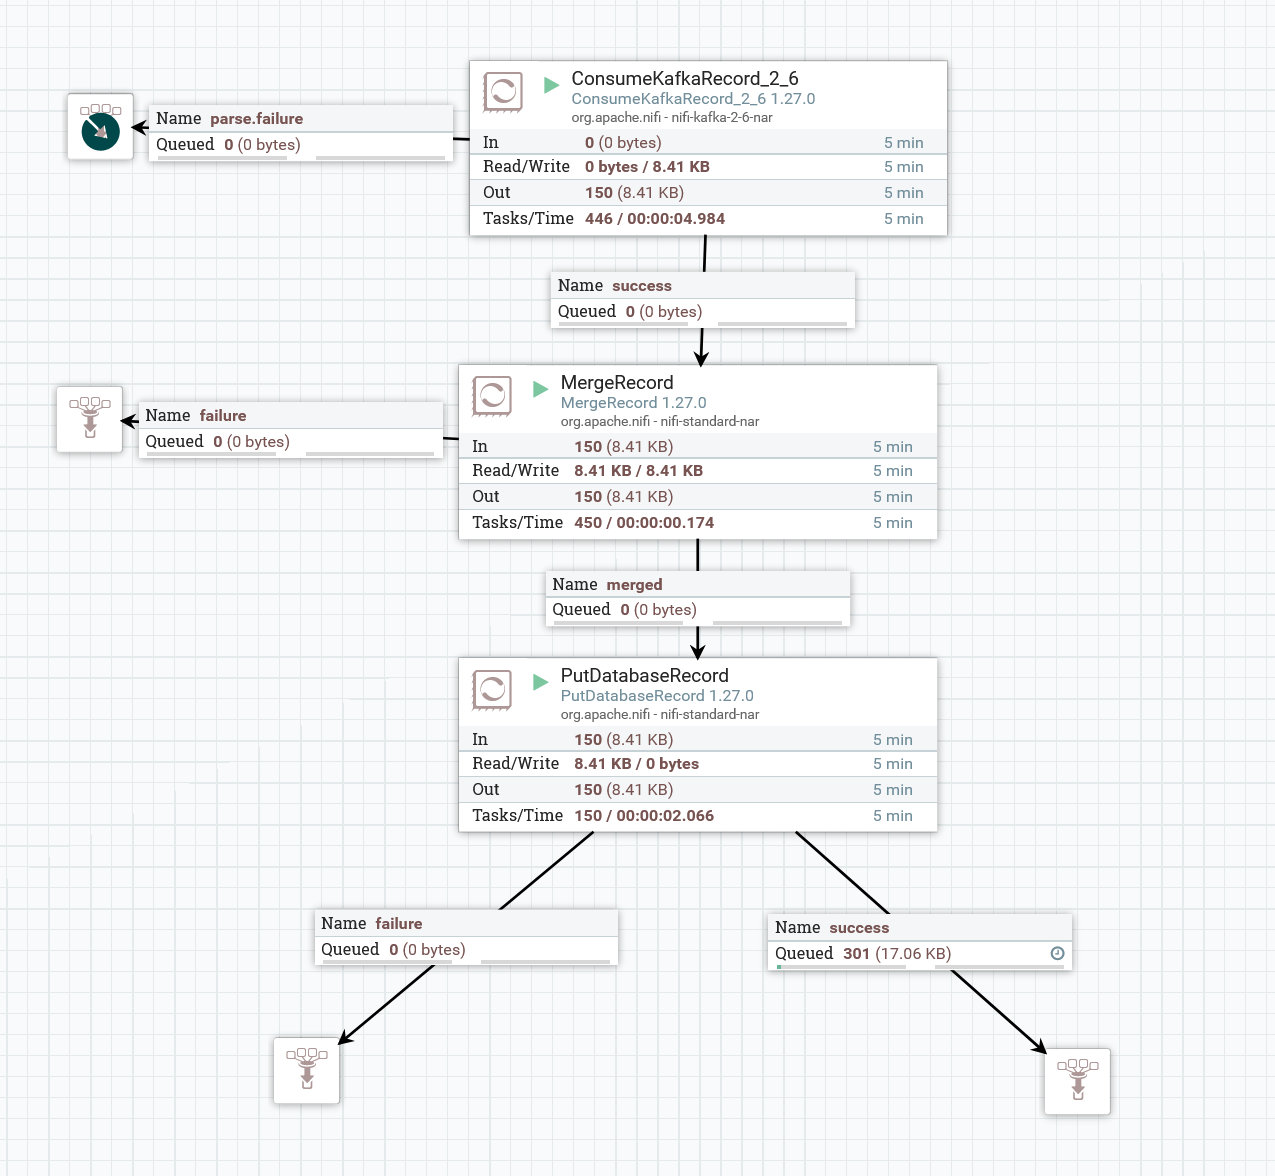 ConsumeKafkaRecord_2_6
ConsumeKafkaRecord_2_6 1.27.0
org.apache.nifi - nifi-kafka-2-6-nar
In 0 (0 bytes) 5 min
Read/Write 0 bytes / 8.41 KB 5 min
Out 150 (8.41 KB) 5 min
Tasks/Time 446 / 00:00:04.984 5 min
Name parse.failure
Queued 0 (0 bytes)
Name success
Queued 0 (0 bytes)
MergeRecord
MergeRecord 1.27.0
org.apache.nifi - nifi-standard-nar
In 150 (8.41 KB) 5 min
Read/Write 8.41 KB / 8.41 KB 5 min
Out 150 (8.41 KB) 5 min
Tasks/Time 450 / 00:00:00.174 5 min
Name failure
Queued 0 (0 bytes)
Name merged
Queued 0 (0 bytes)
PutDatabaseRecord
PutDatabaseRecord 1.27.0
org.apache.nifi - nifi-standard-nar
In 150 (8.41 KB) 5 min
Read/Write 8.41 KB / 0 bytes 5 min
Out 150 (8.41 KB) 5 min
Tasks/Time 150 / 00:00:02.066 5 min
Name failure
Queued 0 (0 bytes)
Name success
Queued 301 (17.06 KB)